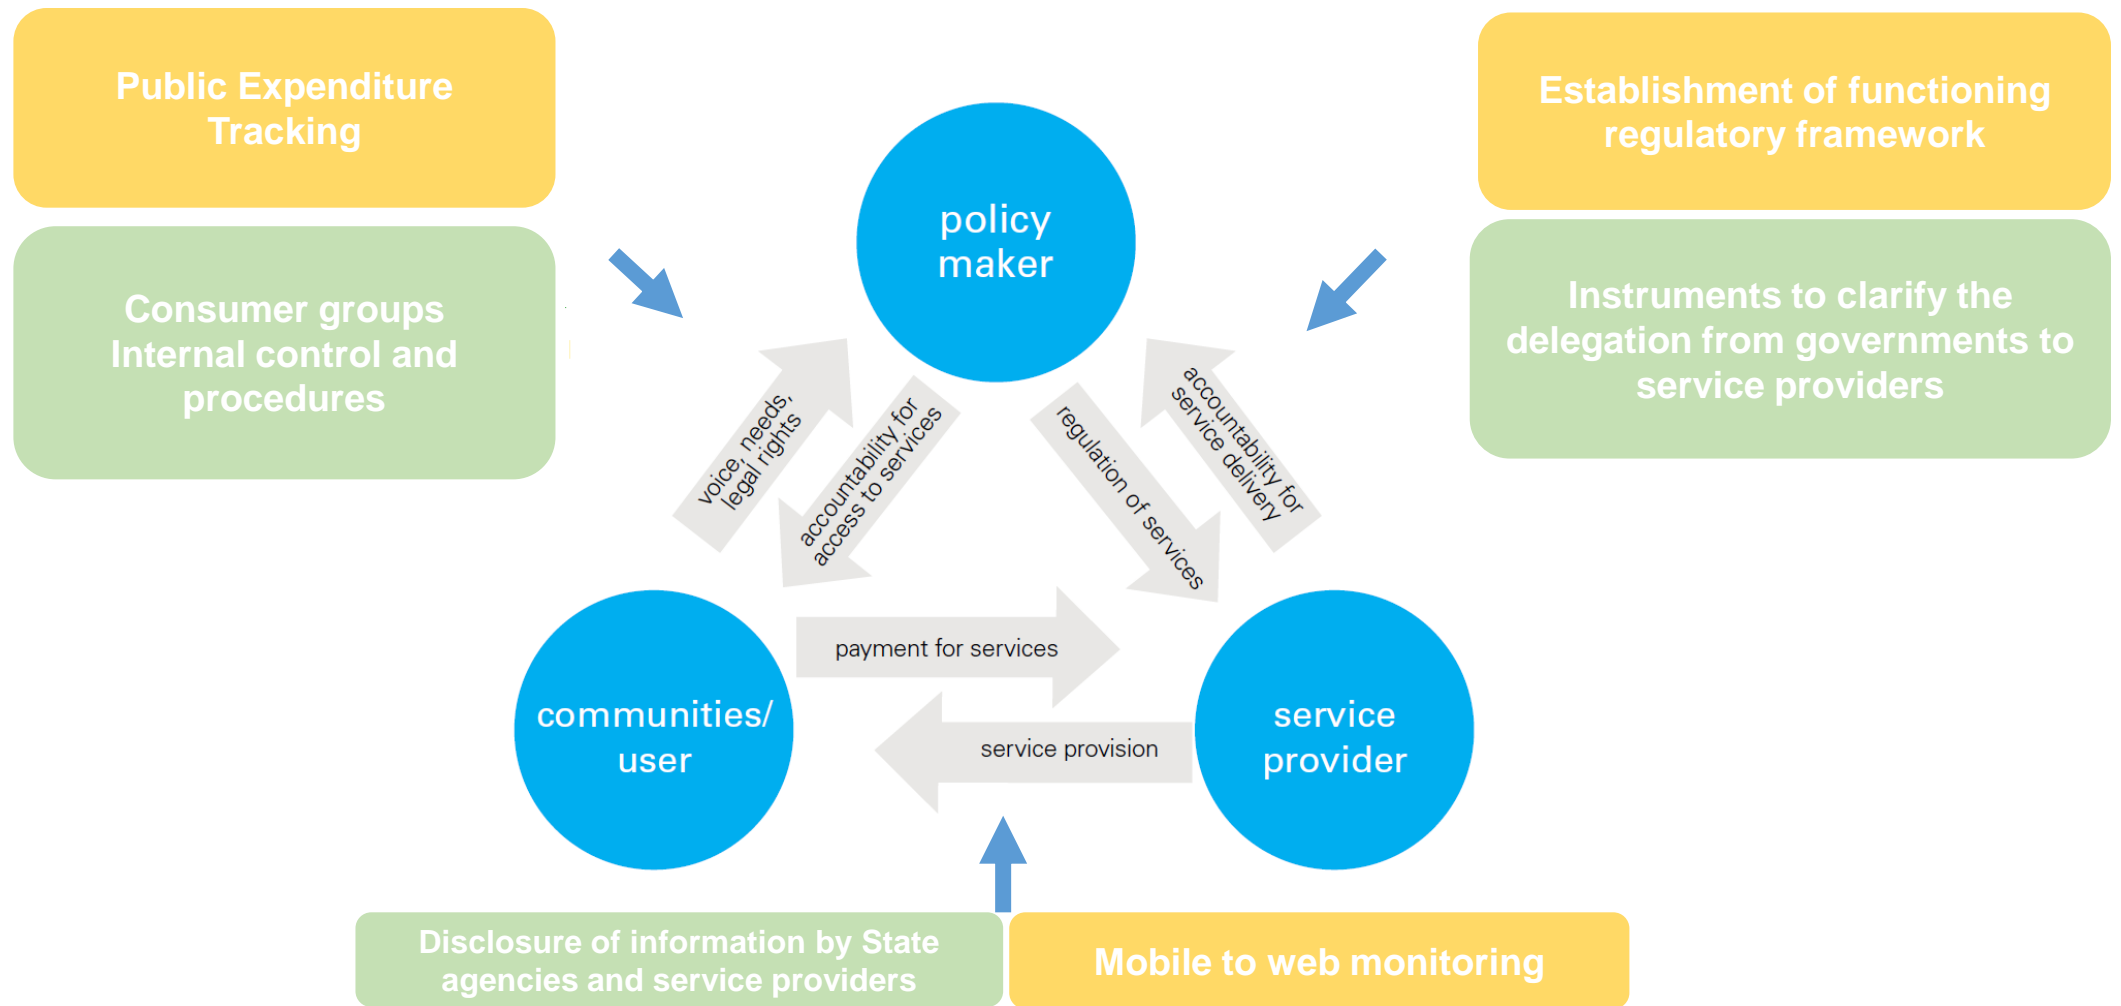 Public Expenditure
Tracking
Consumer groups
Internal control and
procedures
Establishment of functioning
regulatory framework
Instruments to clarify the
delegation from governments to
service providers
policy
maker
voice, needs,
legal rights
accountability for
access to services
regulation of services
accountability for
service delivery
communities/
user
payment for services
service provision
service
provider
Disclosure of information by State
agencies and service providers
Mobile to web monitoring